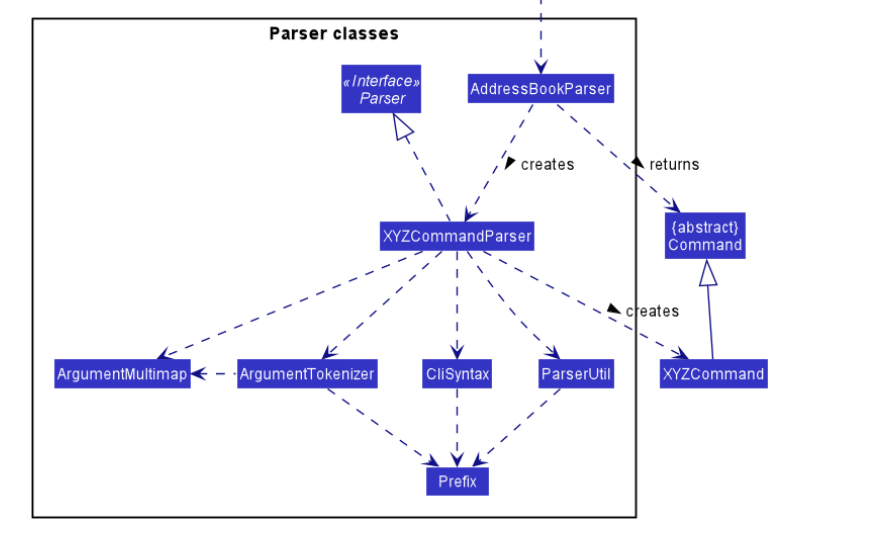 Parser classes
«Interface»
Parser
AddressBookParser
creates
returns
XYZCommandParser
{abstract}
Command
creates
ArgumentMultimap
ArgumentTokenizer
CliSyntax
ParserUtil
XYZCommand
Prefix